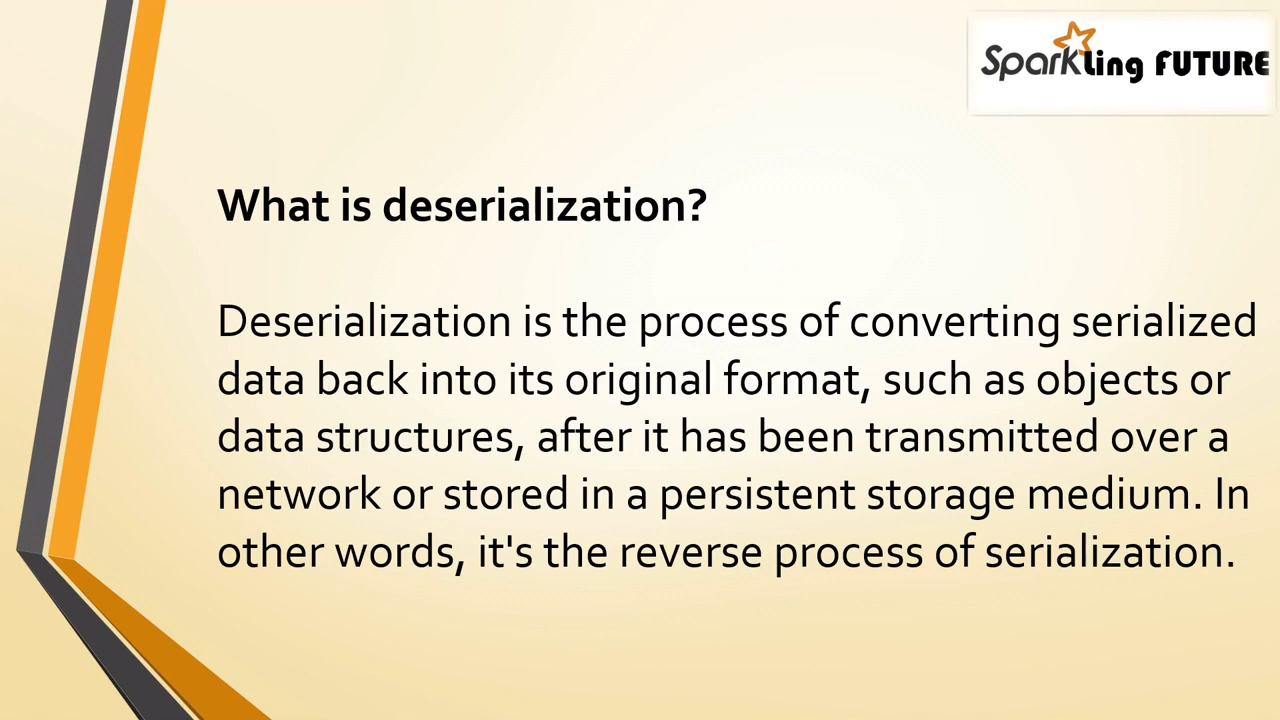 Sparkling FUTURE
What is deserialization?
Deserialization is the process of converting serialized
data back into its original format, such as objects or
data structures, after it has been transmitted over a
network or stored in a persistent storage medium. In
other words, it's the reverse process of serialization.